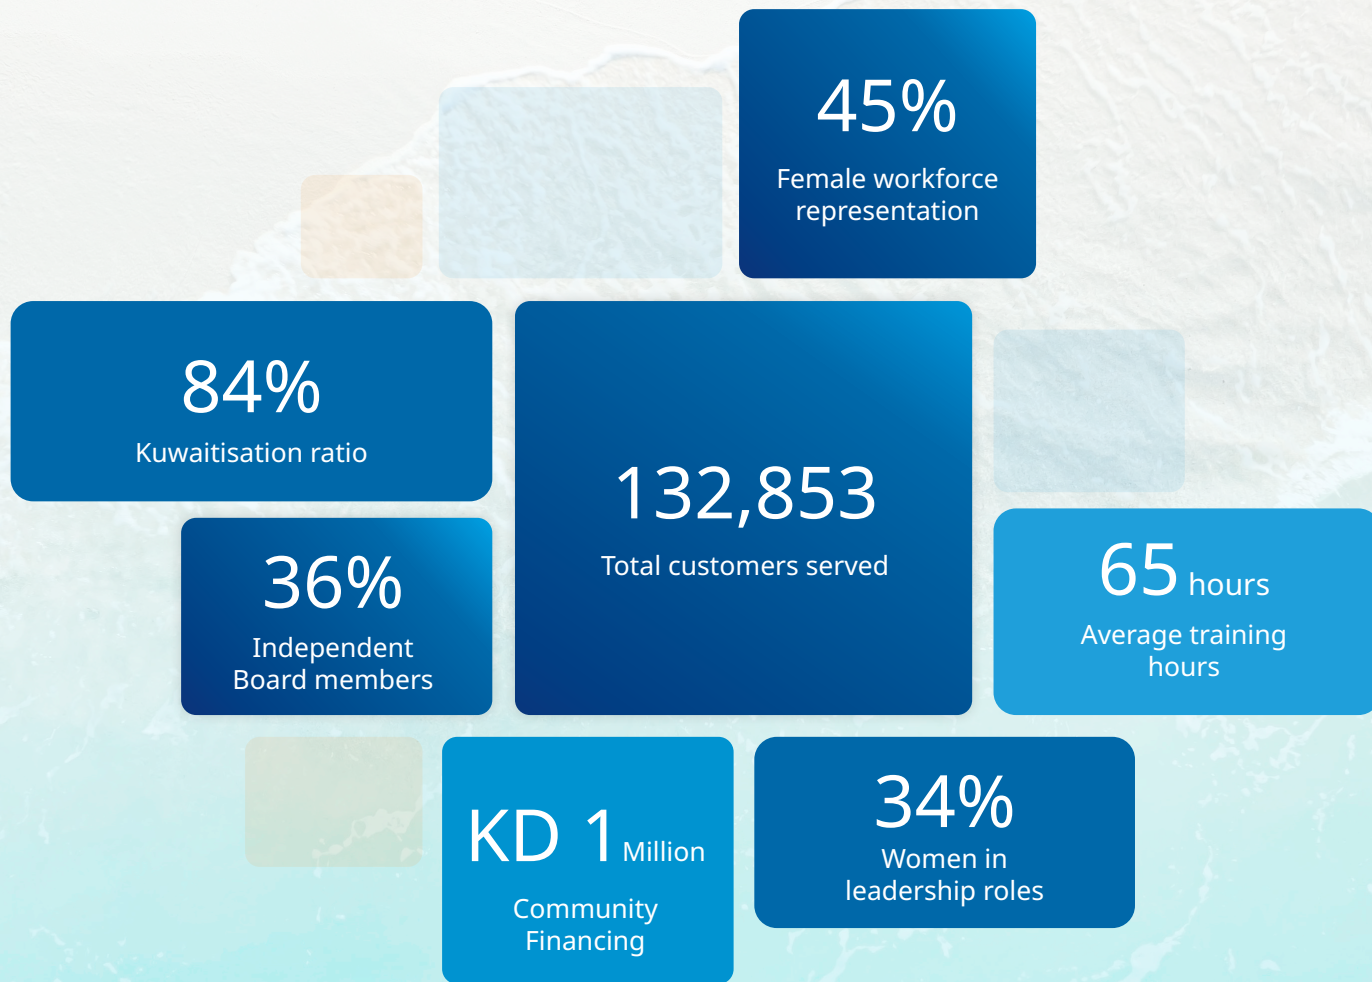 45%
Female workforce
representation
84%
Kuwaitisation ratio
132,853
Total customers served
36%
Independent
Board members
65 hours
Average training
hours
KD 1 Million
Community
Financing
34%
Women in
leadership roles